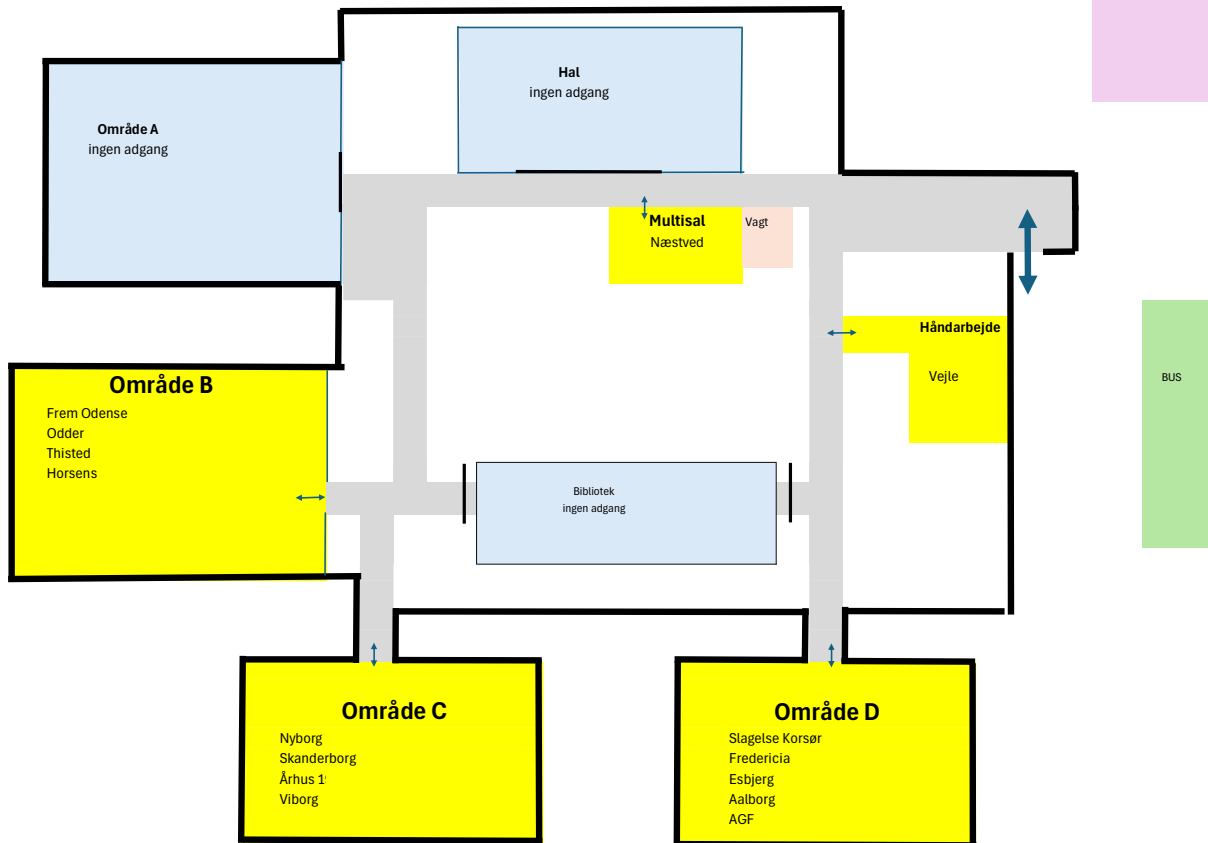 Hal
ingen adgang
Område A
ingen adgang
Multisal
Næstved
Vagt
Håndarbejde
Vejle
BUS
Område B
Frem Odense
Odder
Thisted
Horsens
Bibliotek
ingen adgang
Område C
Nyborg
Skanderborg
Århus
Viborg
Område D
Slagelse Korsør
Fredericia
Esbjerg
Aalborg
AGF